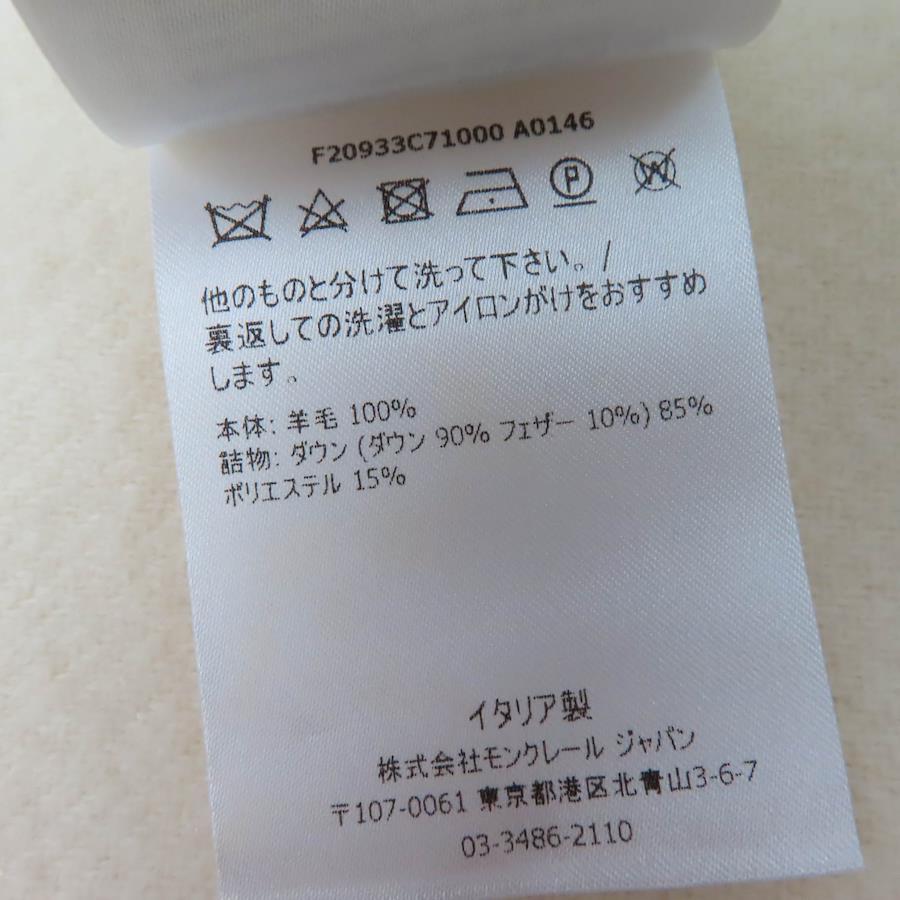 F20933C71000 A0146
P W
他のものと分けて洗って下さい。/
裏返しての洗濯とアイロンがけをおすすめ
します。
本体: 羊毛 100%
詰物: ダウン (ダウン 90% フェザー 10%) 85%
ポリエステル 15%
イタリア製
株式会社モンクレール ジャパン
〒107-0061 東京都港区北青山3-6-7
03-3486-2110